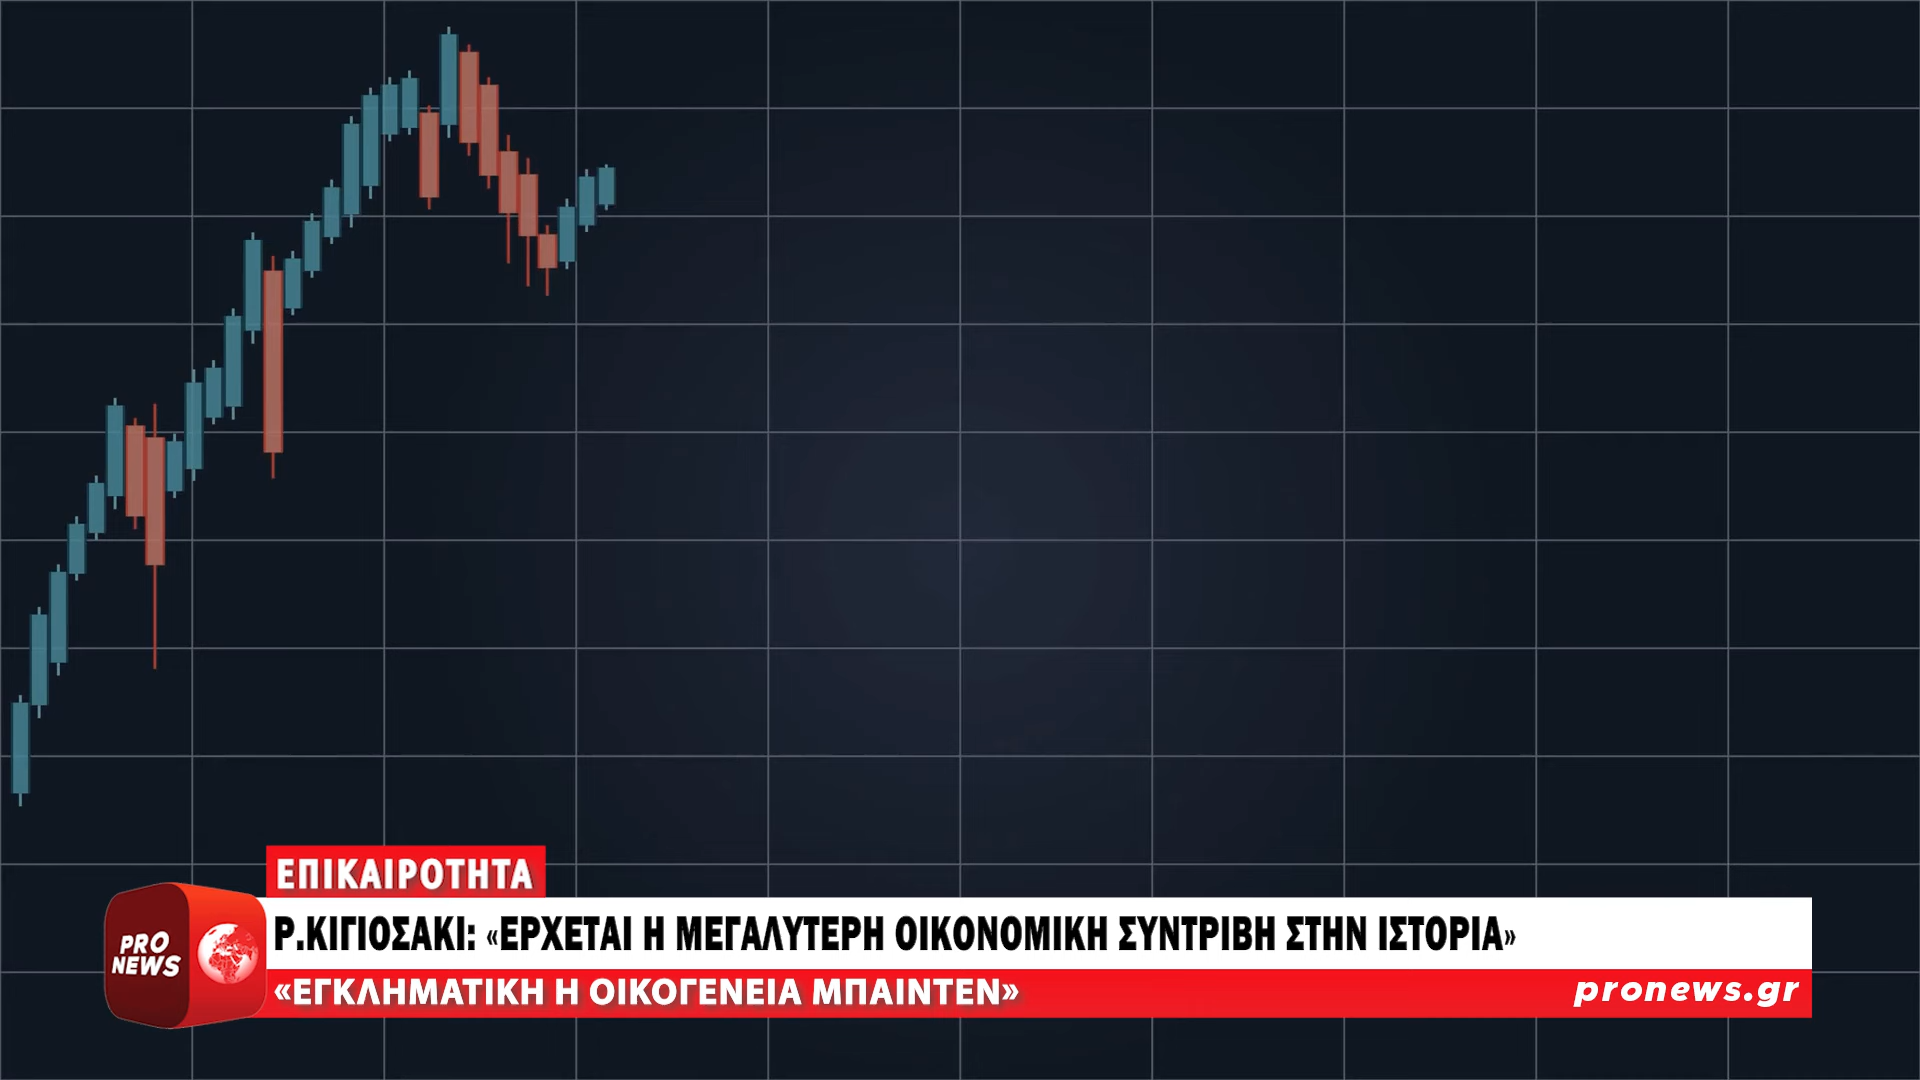 ΕΠΙΚΑΙΡΟΤΗΤΑ
PRO
NEWS
Ρ.ΚΙΓΙΟΣΑΚΙ: «ΕΡΧΕΤΑΙ Η ΜΕΓΑΛΥΤΕΡΗ ΟΙΚΟΝΟΜΙΚΗ ΣΥΝΤΡΙΒΗ ΣΤΗΝ ΙΣΤΟΡΙΑ»
«ΕΓΚΛΗΜΑΤΙΚΗ Η ΟΙΚΟΓΕΝΕΙΑ ΜΠΑΙΝΤΕΝ»
pronews.gr